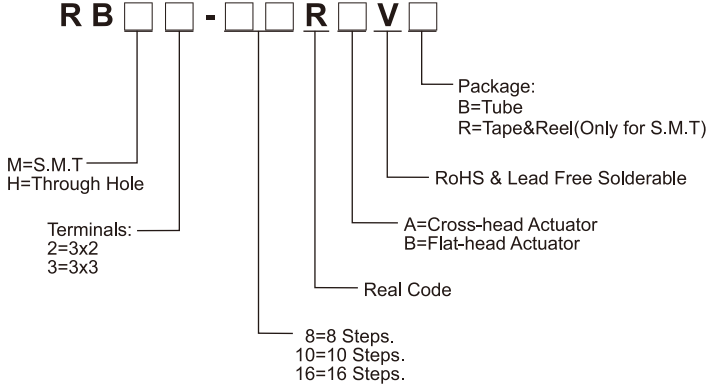 RB□□-□□R□V□
Package:
B=Tube
R=Tape&Reel(Only for S.M.T)
M=S.M.T
H=Through Hole
RoHS & Lead Free Solderable
Terminals:
2=3x2
3=3x3
A=Cross-head Actuator
B=Flat-head Actuator
Real Code
8=8 Steps.
10=10 Steps.
16=16 Steps.